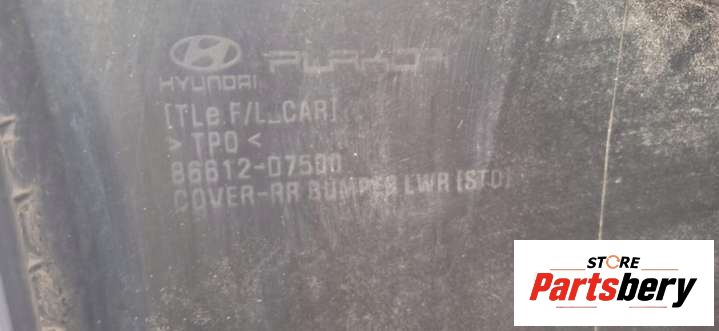 HYUNDAI
[TLe F/L_CAR]
> TPO <
86612-D7500
COVER-RR BUMPER LWR [STD]
STORE
Partsbery